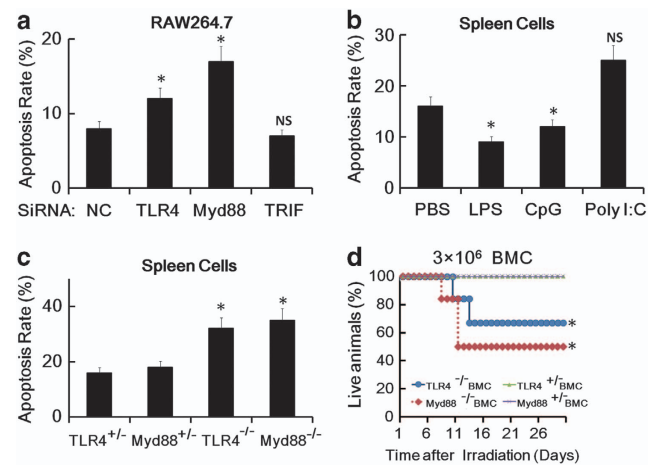 a
RAW264.7
Apoptosis Rate (%)
20
10
0
*
*
NS
SiRNA: NC TLR4 Myd88 TRIF
b
Spleen Cells
Apoptosis Rate (%)
30
20
10
0
*
*
NS
PBS LPS CpG Poly I:C
c
Spleen Cells
Apoptosis Rate (%)
40
20
0
*
*
TLR4+/- Myd88+/- TLR4-/- Myd88-/-
d
3×10⁶ BMC
Live animals (%)
100
80
60
40
20
0
*
*
TLR4 -/-BMC TLR4 +/-BMC
Myd88 -/-BMC Myd88 +/-BMC
1 6 11 16 21 26
Time after Irradiation (Days)